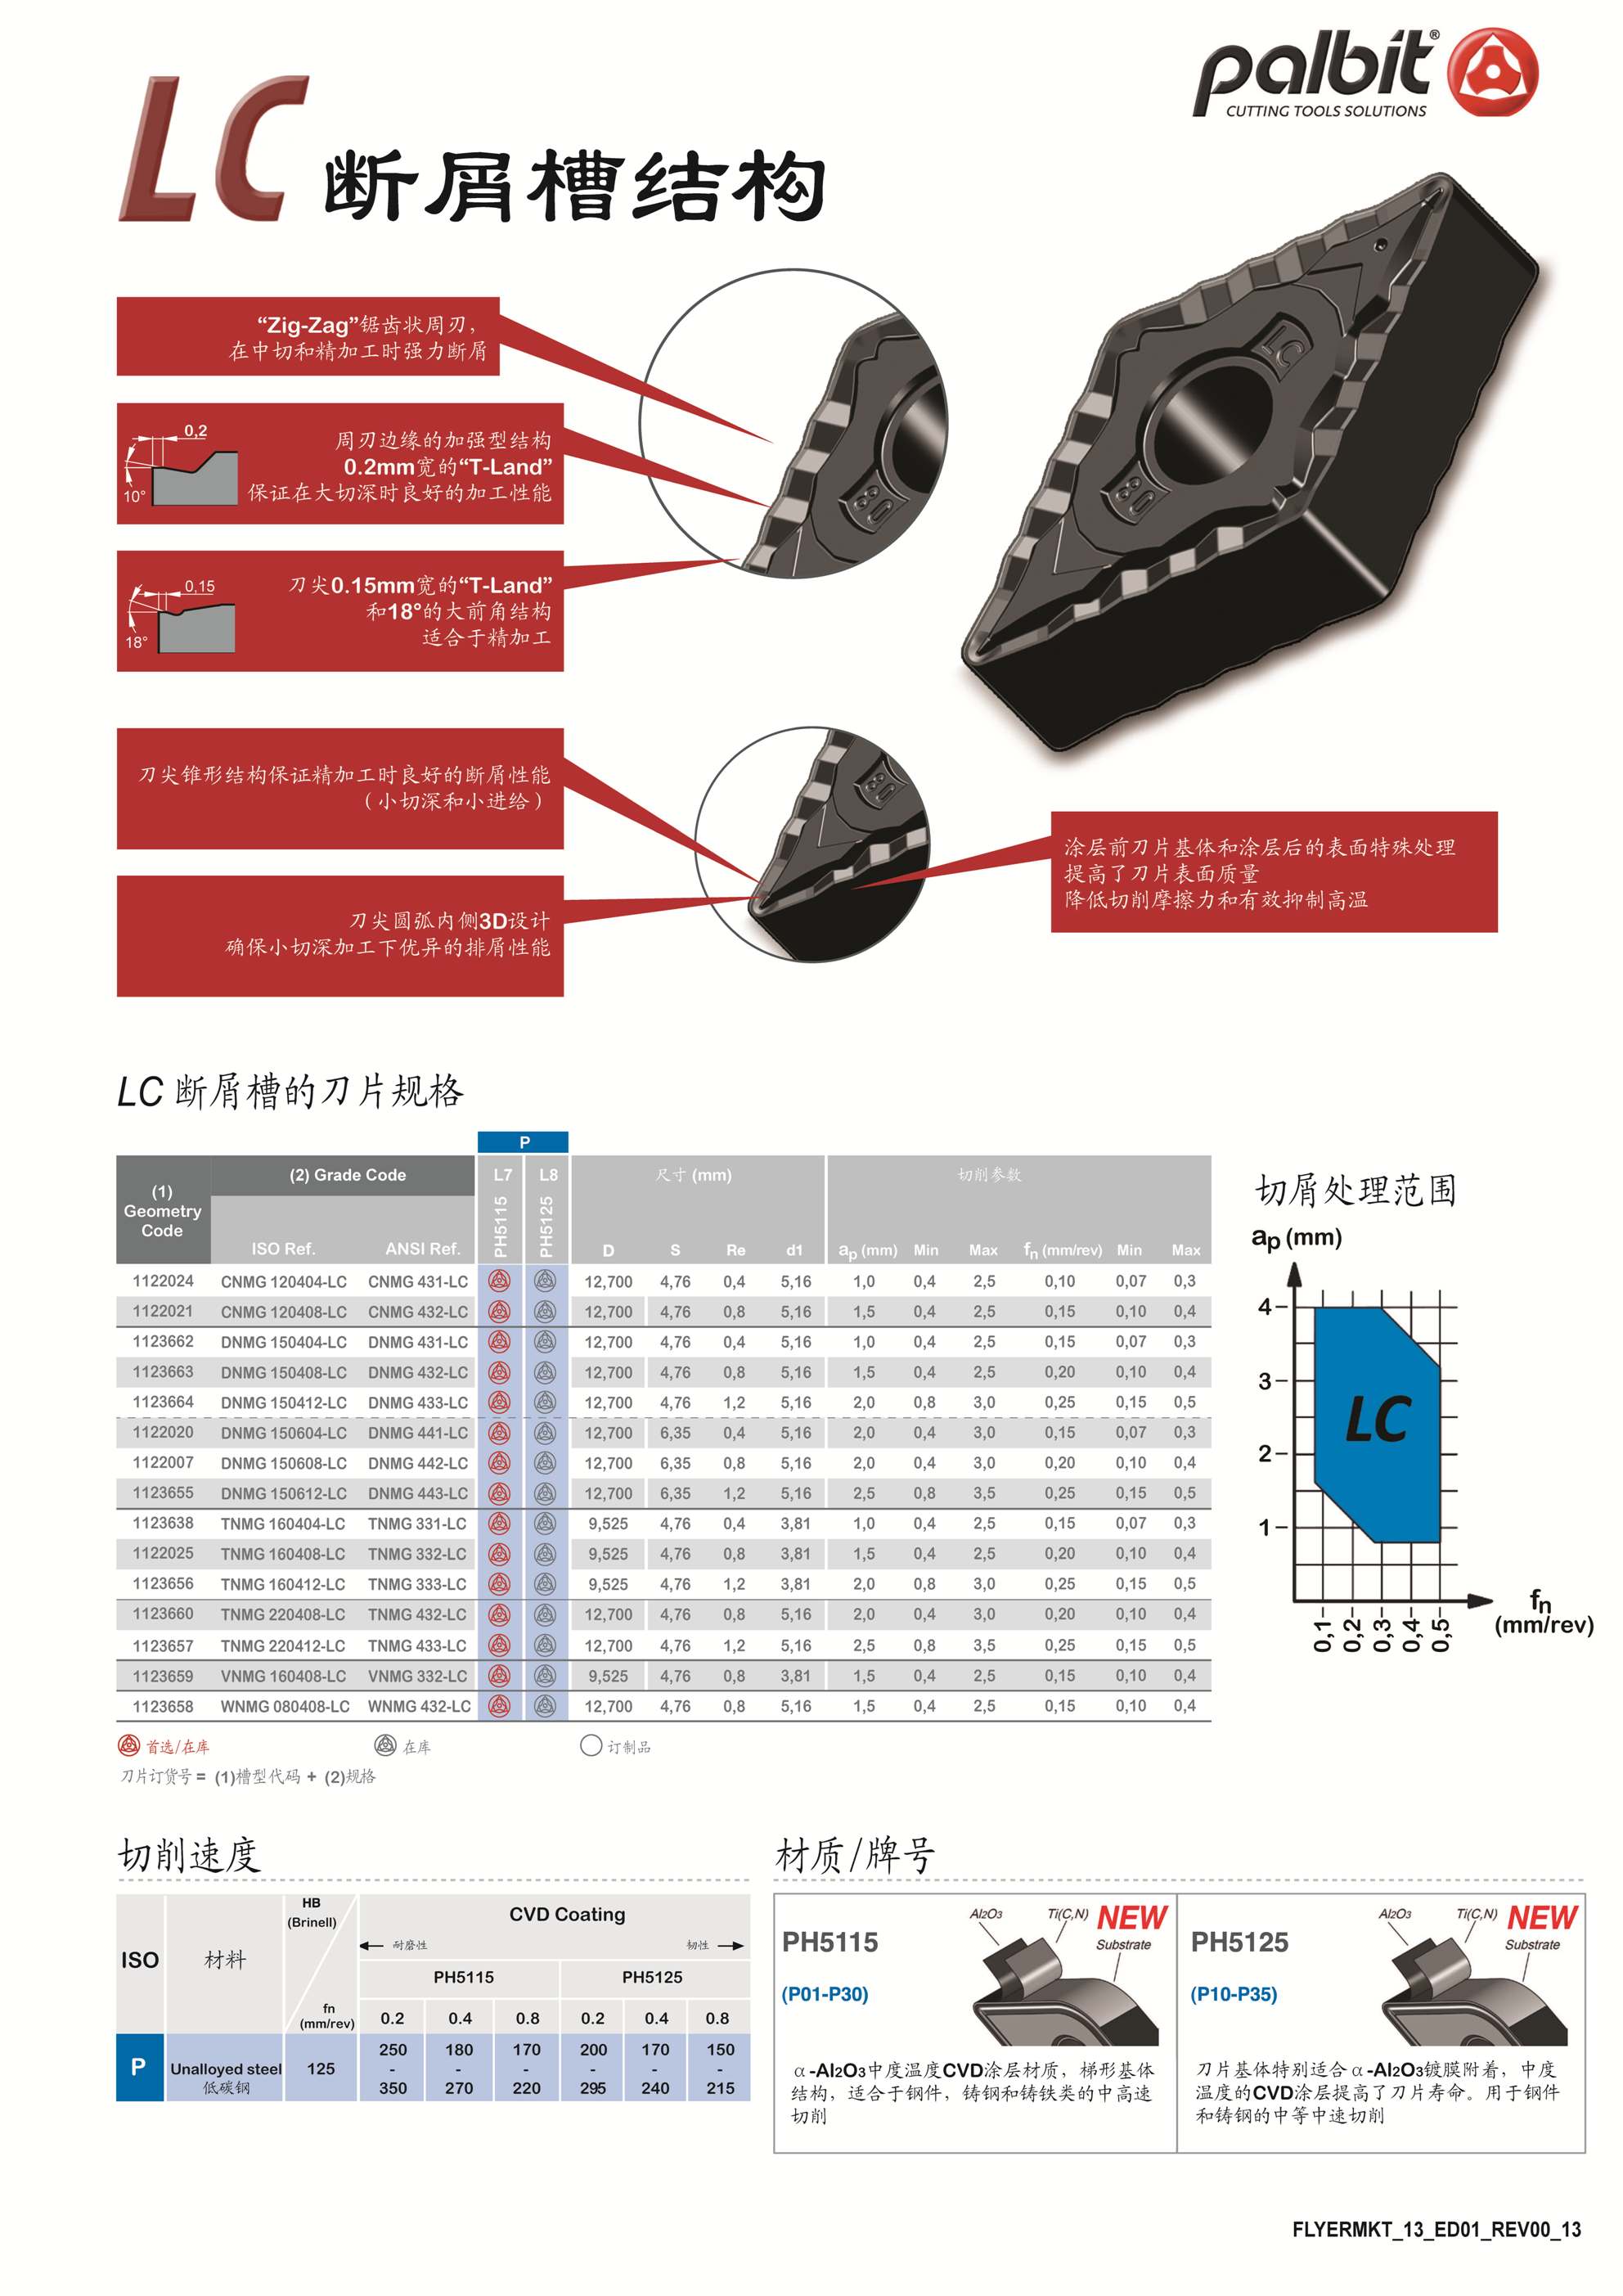 palbit®
CUTTING TOOLS SOLUTIONS
LC 断屑槽结构
“Zig-Zag”锯齿状周刃，
在中切和精加工时强力断屑
0,2
10°
周刃边缘的加强型结构
0.2mm宽的“T-Land”
保证在大切深时良好的加工性能
0,15
18°
刀尖0.15mm宽的“T-Land”
和18°的大前角结构
适合于精加工
LC
80
80
刀尖锥形结构保证精加工时良好的断屑性能
（小切深和小进给）
80
刀尖圆弧内侧3D设计
确保小切深加工下优异的排屑性能
涂层前刀片基体和涂层后的表面特殊处理
提高了刀片表面质量
降低切削摩擦力和有效抑制高温
LC 断屑槽的刀片规格
P
(1) Geometry Code (2) Grade Code L7 L8 尺寸 (mm) 切削参数
ISO Ref. ANSI Ref. PH5115 PH5125 D S Re d1 ap (mm) Min Max fn (mm/rev) Min Max
1122024 CNMG 120404-LC CNMG 431-LC 12,700 4,76 0,4 5,16 1,0 0,4 2,5 0,10 0,07 0,3
1122021 CNMG 120408-LC CNMG 432-LC 12,700 4,76 0,8 5,16 1,5 0,4 2,5 0,15 0,10 0,4
1123662 DNMG 150404-LC DNMG 431-LC 12,700 4,76 0,4 5,16 1,0 0,4 2,5 0,15 0,07 0,3
1123663 DNMG 150408-LC DNMG 432-LC 12,700 4,76 0,8 5,16 1,5 0,4 2,5 0,20 0,10 0,4
1123664 DNMG 150412-LC DNMG 433-LC 12,700 4,76 1,2 5,16 2,0 0,8 3,0 0,25 0,15 0,5
1122020 DNMG 150604-LC DNMG 441-LC 12,700 6,35 0,4 5,16 2,0 0,4 3,0 0,15 0,07 0,3
1122007 DNMG 150608-LC DNMG 442-LC 12,700 6,35 0,8 5,16 2,0 0,4 3,0 0,20 0,10 0,4
1123655 DNMG 150612-LC DNMG 443-LC 12,700 6,35 1,2 5,16 2,5 0,8 3,5 0,25 0,15 0,5
1123638 TNMG 160404-LC TNMG 331-LC 9,525 4,76 0,4 3,81 1,0 0,4 2,5 0,15 0,07 0,3
1122025 TNMG 160408-LC TNMG 332-LC 9,525 4,76 0,8 3,81 1,5 0,4 2,5 0,20 0,10 0,4
1123656 TNMG 160412-LC TNMG 333-LC 9,525 4,76 1,2 3,81 2,0 0,8 3,0 0,25 0,15 0,5
1123660 TNMG 220408-LC TNMG 432-LC 12,700 4,76 0,8 5,16 2,0 0,4 3,0 0,20 0,10 0,4
1123657 TNMG 220412-LC TNMG 433-LC 12,700 4,76 1,2 5,16 2,5 0,8 3,5 0,25 0,15 0,5
1123659 VNMG 160408-LC VNMG 332-LC 9,525 4,76 0,8 3,81 1,5 0,4 2,5 0,15 0,10 0,4
1123658 WNMG 080408-LC WNMG 432-LC 12,700 4,76 0,8 5,16 1,5 0,4 2,5 0,15 0,10 0,4
首选/在库 在库 订制品
刀片订货号 = (1)槽型代码 + (2)规格
切屑处理范围
ap (mm)
4
3
2
1
LC
0,1 0,2 0,3 0,4 0,5
fn
(mm/rev)
切削速度
ISO 材料 HB (Brinell) CVD Coating
耐磨性 韧性
PH5115 PH5125
fn (mm/rev) 0.2 0.4 0.8 0.2 0.4 0.8
P Unalloyed steel 低碳钢 125 250 - 350 180 - 270 170 - 220 200 - 295 170 - 240 150 - 215
材质/牌号
Al2O3 Ti(C,N) NEW
Substrate
PH5115
(P01-P30)
α-Al2O3中度温度CVD涂层材质，梯形基体
结构，适合于钢件，铸钢和铸铁类的中高速
切削
Al2O3 Ti(C,N) NEW
Substrate
PH5125
(P10-P35)
刀片基体特别适合α-Al2O3镀膜附着，中度
温度的CVD涂层提高了刀片寿命。用于钢件
和铸钢的中等中速切削
FLYERMKT_13_ED01_REV00_13